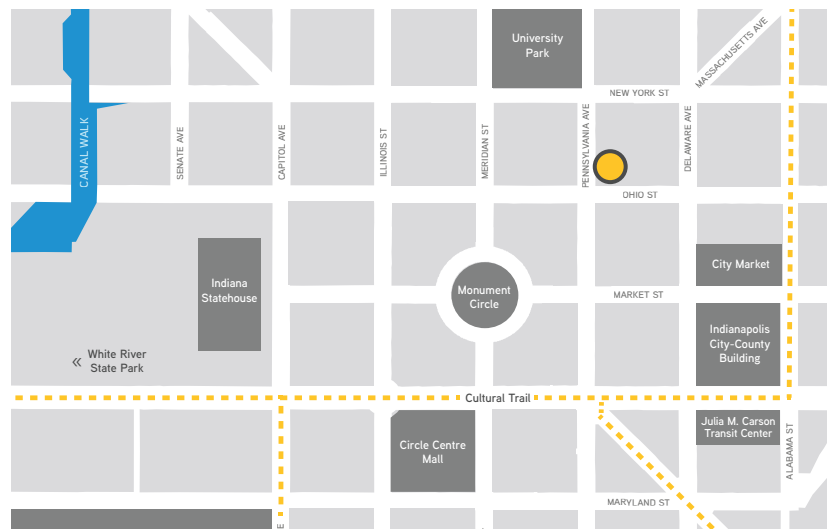 University
Park
MASSACHUSETTS AVE
NEW YORK ST
CANAL WALK
SENATE AVE
CAPITOL AVE
ILLINOIS ST
MERIDIAN ST
PENNSYLVANIA AVE
DELAWARE AVE
OHIO ST
City Market
Indiana
Statehouse
Monument
Circle
MARKET ST
Indianapolis
City-County
Building
« White River
State Park
Cultural Trail
Circle Centre
Mall
Julia M. Carson
Transit Center
ALABAMA ST
MARYLAND ST
E